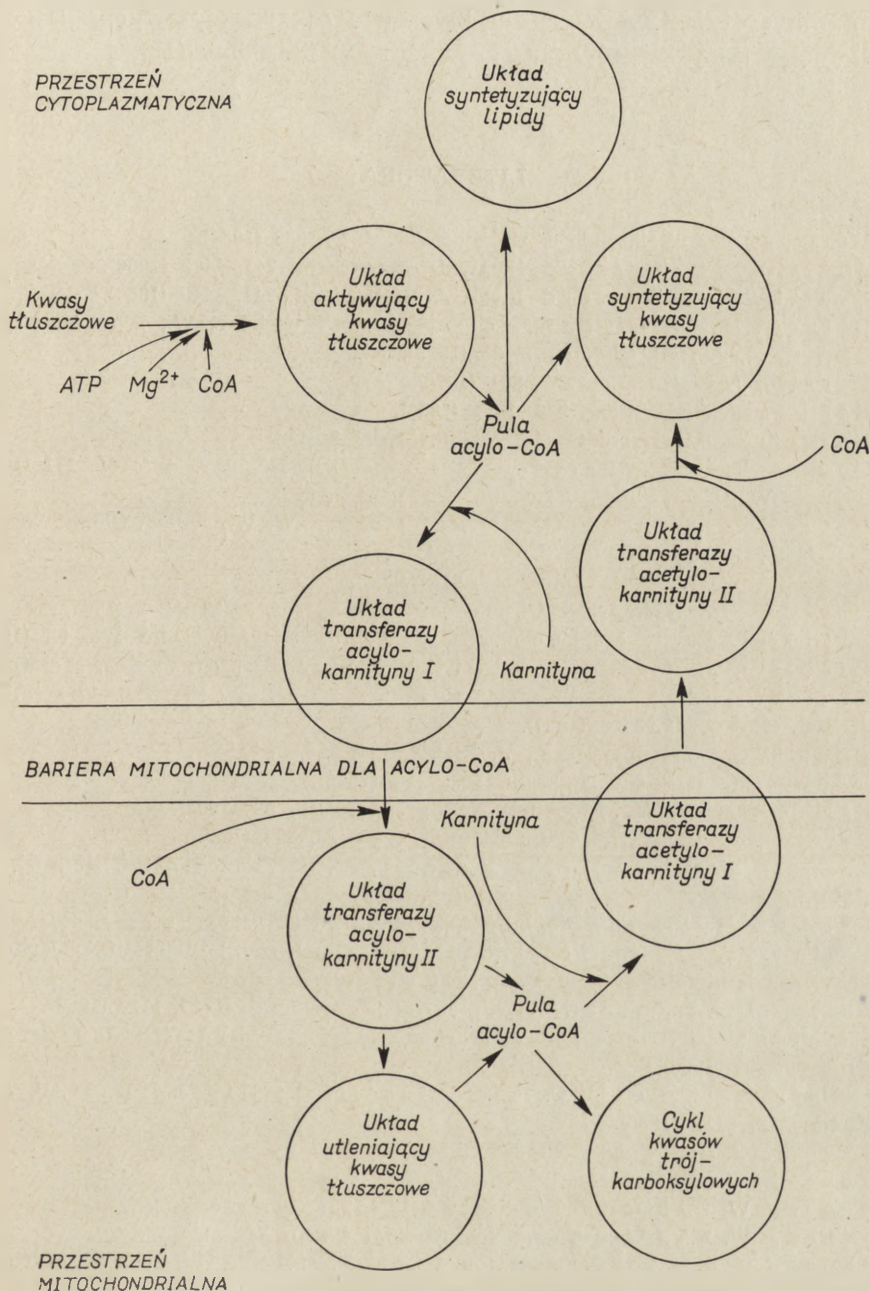 PRZESTRZEŃ
CYTOPLAZMATYCZNA
Układ
syntetyzujący
lipidy
Układ
aktywujący
kwasy
tłuszczowe
Układ
syntetyzujący
kwasy
tłuszczowe
Kwasy
tłuszczowe
ATP Mg²⁺ CoA
Pula
acylo-CoA
CoA
Układ
transferazy
acetylo-
karnityny II
Układ
transferazy
acylo-
karnityny I
Karnityna
BARIERA MITOCHONDRIALNA DLA ACYLO-CoA
Karnityna
Układ
transferazy
acetylo-
karnityny I
CoA
Układ
transferazy
acylo-
karnityny II
Pula
acylo-CoA
Układ
utleniający
kwasy
tłuszczowe
Cykl
kwasów
trój-
karboksylowych
PRZESTRZEŃ
MITOCHONDRIALNA